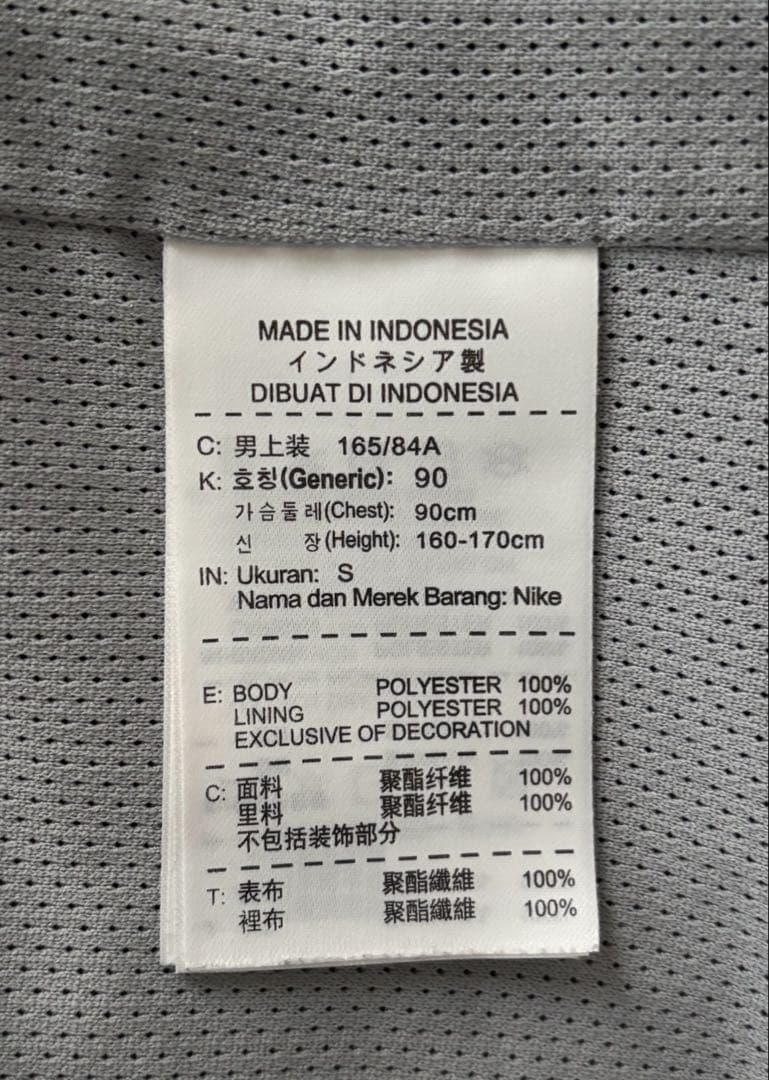 MADE IN INDONESIA
インドネシア製
DIBUAT DI INDONESIA
C: 男上装 165/84A
K: 호칭(Generic): 90
가슴둘레(Chest): 90cm
신 장(Height): 160-170cm
IN: Ukuran: S
Nama dan Merek Barang: Nike
E: BODY POLYESTER 100%
LINING POLYESTER 100%
EXCLUSIVE OF DECORATION
C: 面料 聚酯纤维 100%
里料 聚酯纤维 100%
不包括装饰部分
T: 表布 聚酯纖維 100%
裡布 聚酯纖維 100%